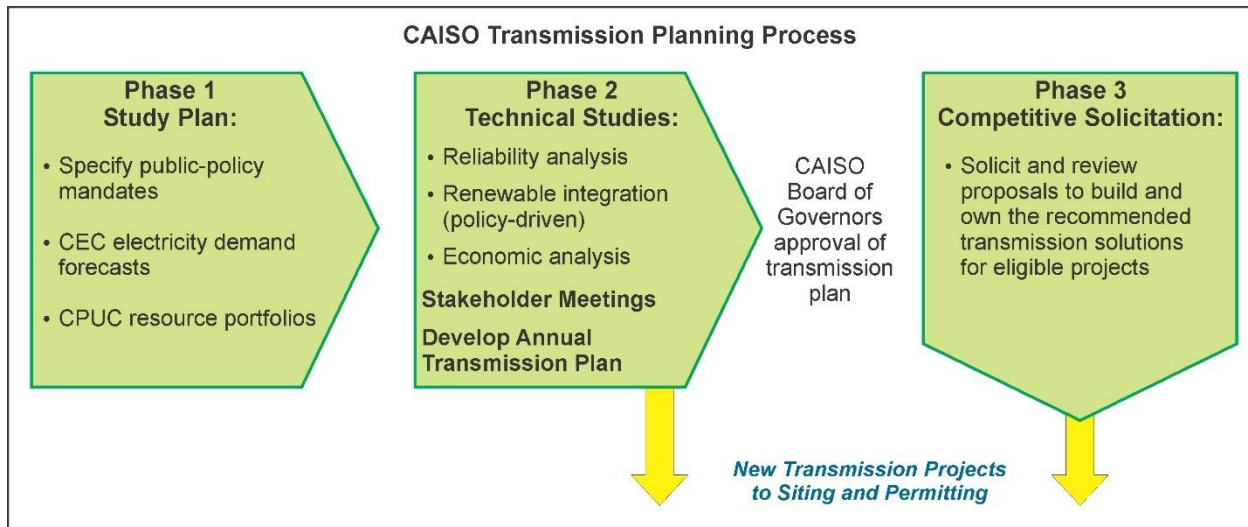 CAISO Transmission Planning Process
Phase 1
Study Plan:
• Specify public-policy
mandates
• CEC electricity demand
forecasts
• CPUC resource portfolios
Phase 2
Technical Studies:
• Reliability analysis
• Renewable integration
(policy-driven)
• Economic analysis
Stakeholder Meetings
Develop Annual
Transmission Plan
CAISO
Board of
Governors
approval of
transmission
plan
Phase 3
Competitive Solicitation:
• Solicit and review
proposals to build and
own the recommended
transmission solutions
for eligible projects
New Transmission Projects
to Siting and Permitting